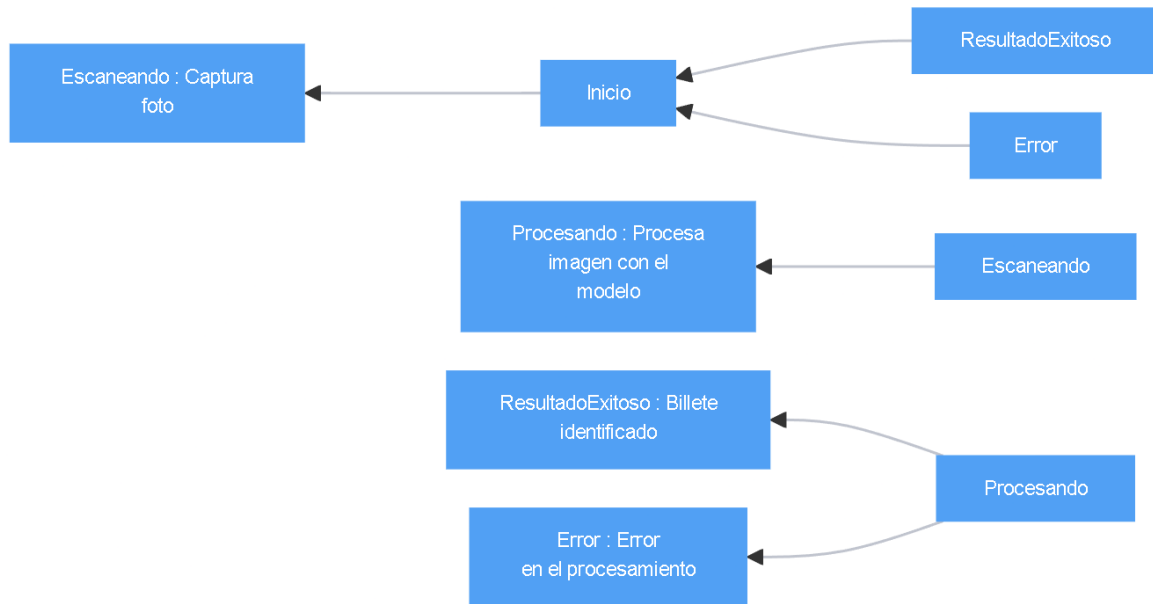 ResultadoExitoso
Escaneando : Captura
foto
Inicio
Error
Procesando : Procesa
imagen con el
modelo
Escaneando
ResultadoExitoso : Billete
identificado
Procesando
Error : Error
en el procesamiento